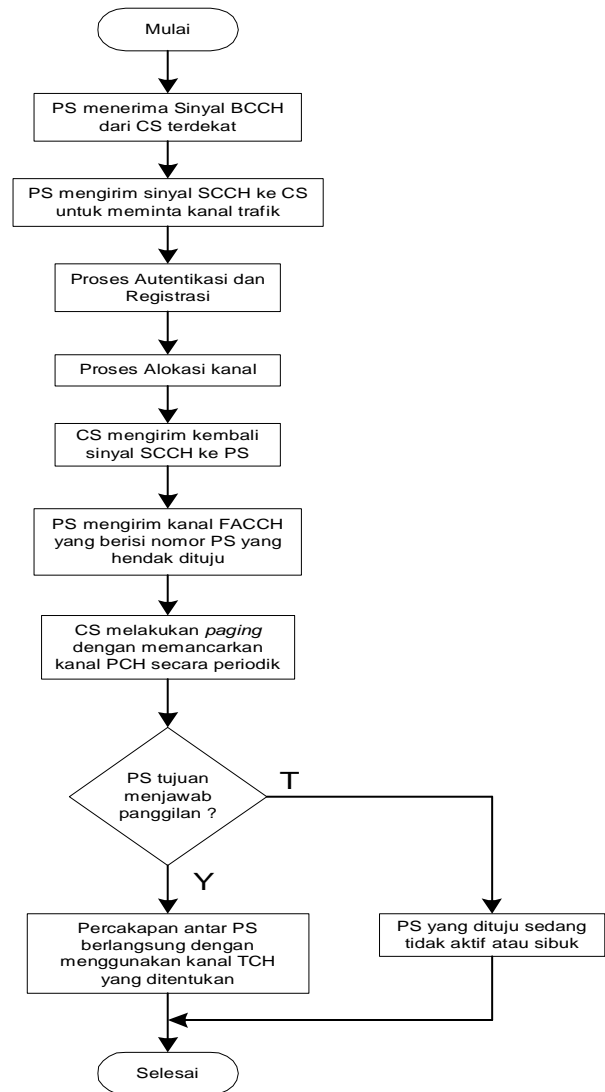 Mulai
PS menerima Sinyal BCCH
dari CS terdekat
PS mengirim sinyal SCCH ke CS
untuk meminta kanal trafik
Proses Autentikasi dan
Registrasi
Proses Alokasi kanal
CS mengirim kembali
sinyal SCCH ke PS
PS mengirim kanal FACCH
yang berisi nomor PS yang
hendak dituju
CS melakukan paging
dengan memancarkan
kanal PCH secara periodik
PS tujuan
menjawab
panggilan ?
T
Y
Percakapan antar PS
berlangsung dengan
menggunakan kanal TCH
yang ditentukan
PS yang dituju sedang
tidak aktif atau sibuk
Selesai